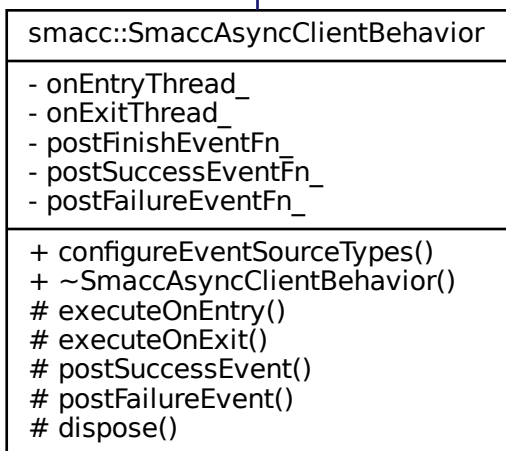 smacc::SmaccAsyncClientBehavior
- onEntryThread_
- onExitThread_
- postFinishEventFn_
- postSuccessEventFn_
- postFailureEventFn_
+ configureEventSourceTypes()
+ ~SmaccAsyncClientBehavior()
# executeOnEntry()
# executeOnExit()
# postSuccessEvent()
# postFailureEvent()
# dispose()